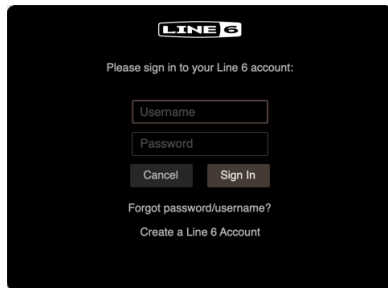 LINE 6
Please sign in to your Line 6 account:
Username
Password
Cancel Sign In
Forgot password/username?
Create a Line 6 Account